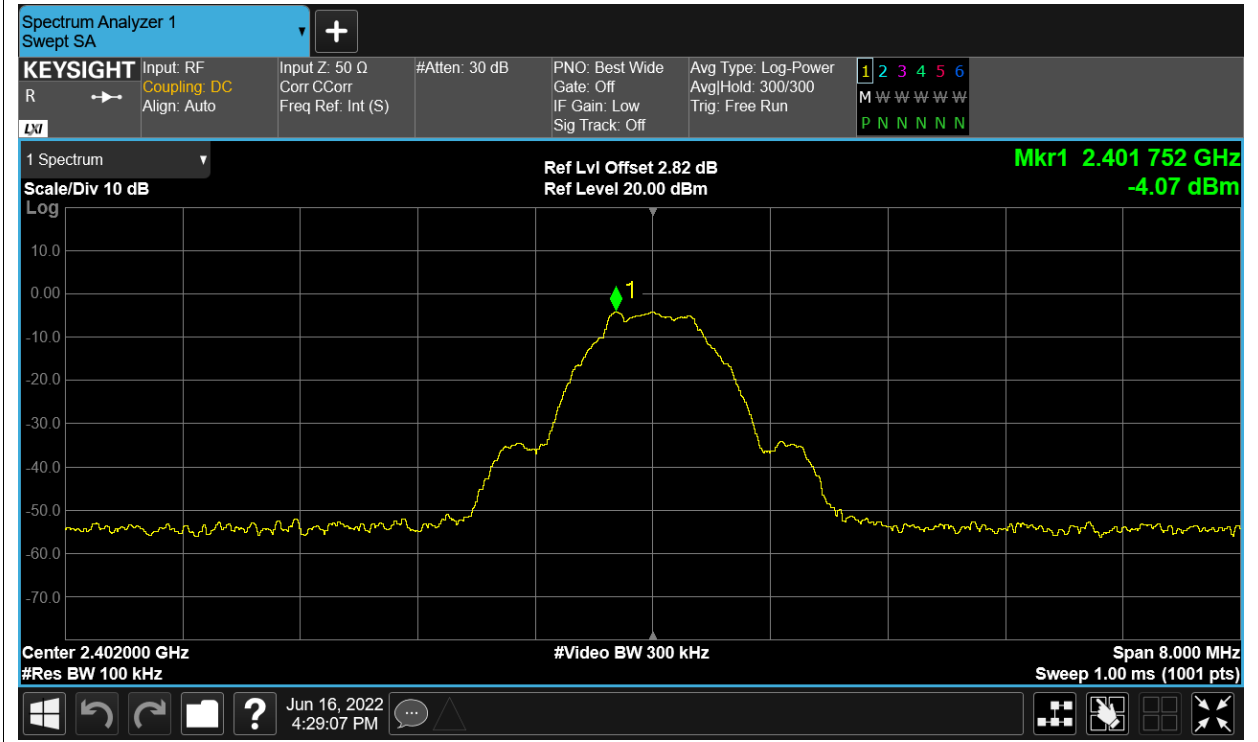 Spectrum Analyzer 1
Swept SA
+
KEYSIGHT
R
LXI
Input: RF
Coupling: DC
Align: Auto
Input Z: 50 Ω
Corr CCorr
Freq Ref: Int (S)
#Atten: 30 dB
PNO: Best Wide
Gate: Off
IF Gain: Low
Sig Track: Off
Avg Type: Log-Power
Avg|Hold: 300/300
Trig: Free Run
1 2 3 4 5 6
M W W W W W
P N N N N N
1 Spectrum
Scale/Div 10 dB
Log
Ref Lvl Offset 2.82 dB
Ref Level 20.00 dBm
Mkr1 2.401 752 GHz
-4.07 dBm
10.0
0.00
-10.0
-20.0
-30.0
-40.0
-50.0
-60.0
-70.0
1
Center 2.402000 GHz
#Res BW 100 kHz
#Video BW 300 kHz
Span 8.000 MHz
Sweep 1.00 ms (1001 pts)
?
Jun 16, 2022
4:29:07 PM